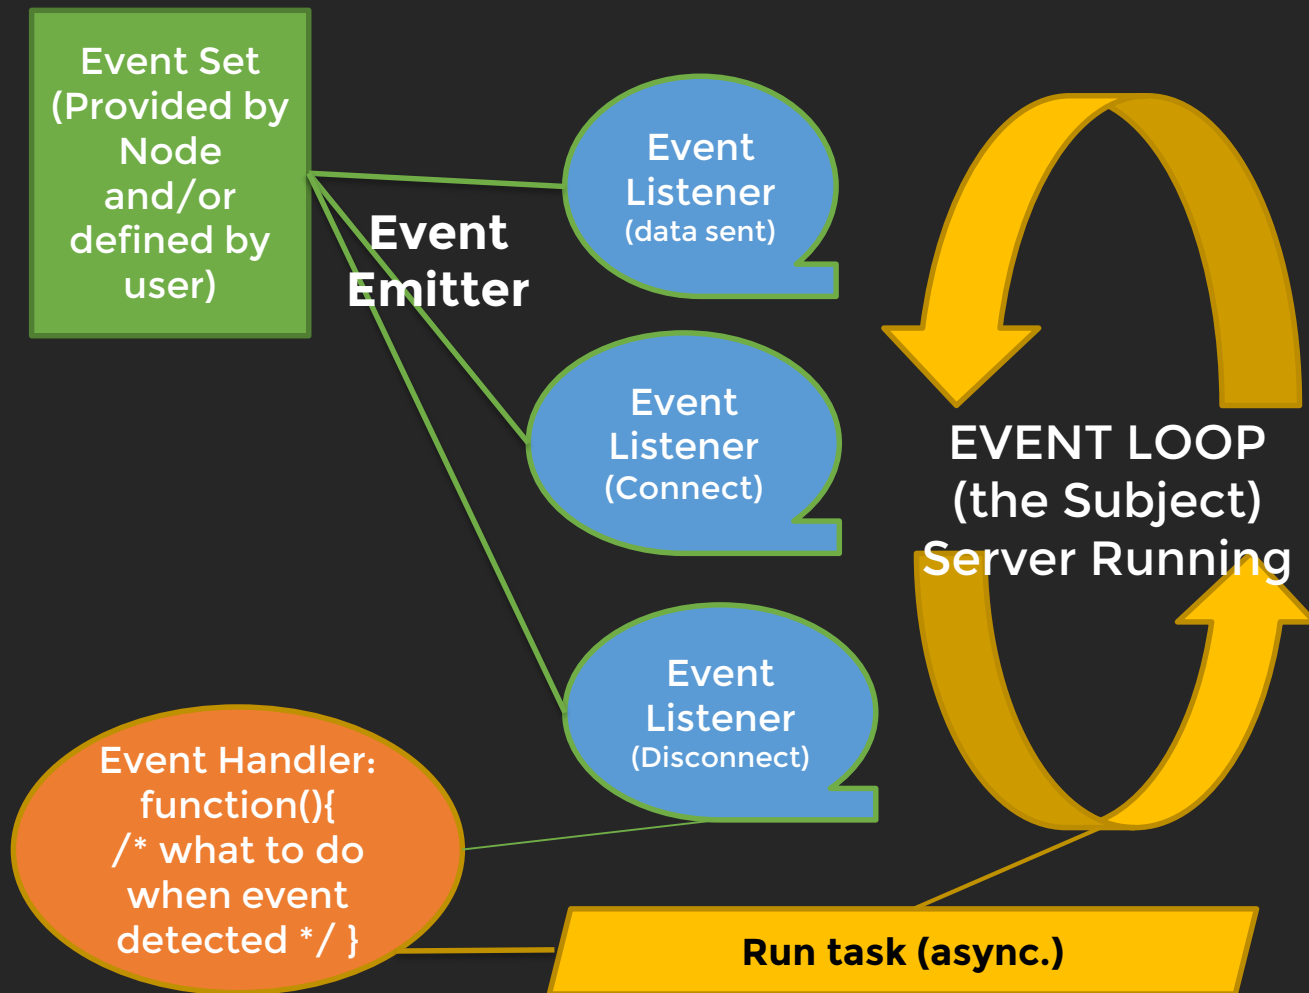 Event Set
(Provided by
Node
and/or
defined by
user)
Event
Emitter
Event
Listener
(data sent)
Event
Listener
(Connect)
Event
Listener
(Disconnect)
EVENT LOOP
(the Subject)
Server Running
Event Handler:
function(){
/* what to do
when event
detected */ }
Run task (async.)